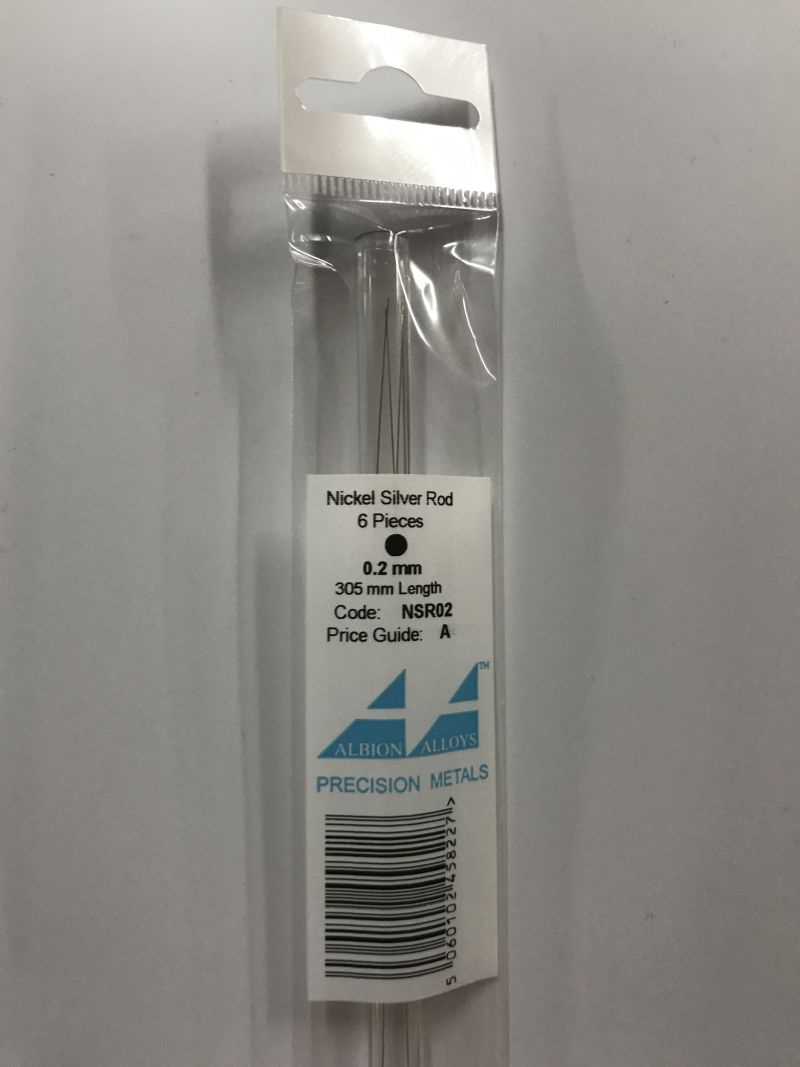 Nickel Silver Rod
6 Pieces
0.2 mm
305 mm Length
Code: NSR02
Price Guide: A
TM
ALBION ALLOYS
PRECISION METALS
5 060102 458227 >